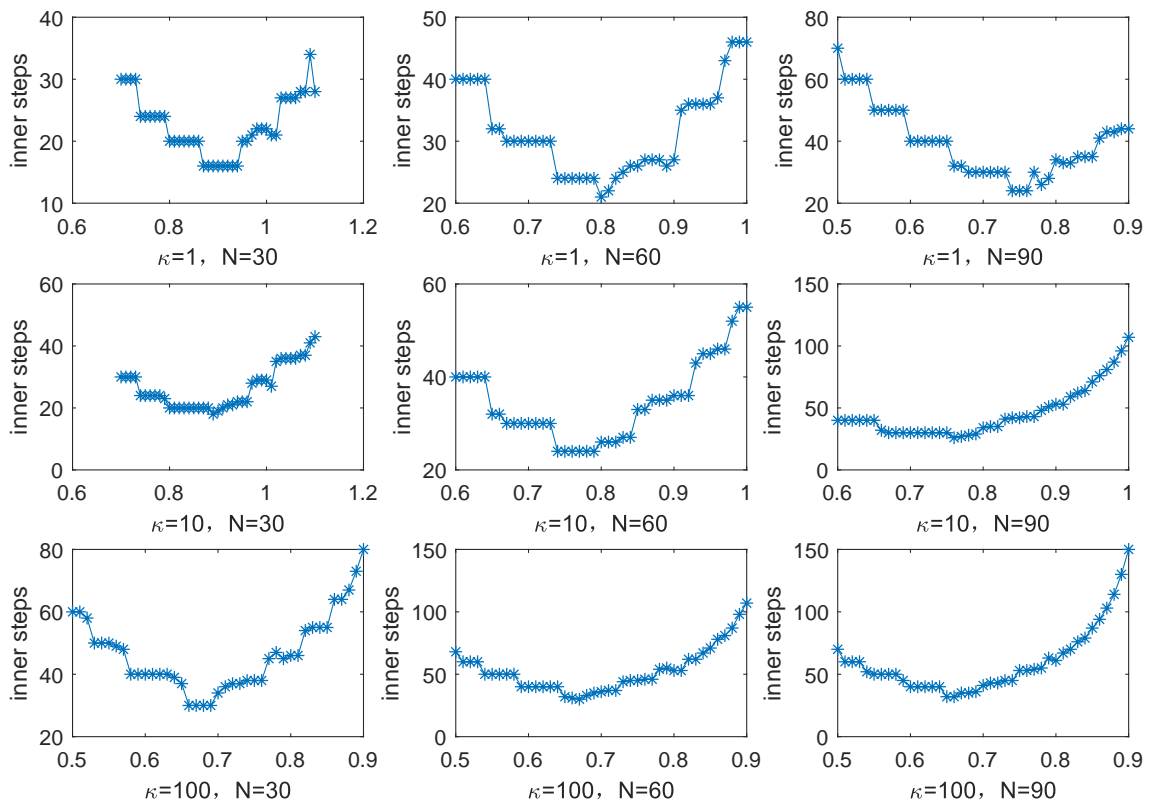 40
30
20
10
inner steps
0.6 0.8 1 1.2
κ=1，N=30
50
40
30
20
inner steps
0.6 0.7 0.8 0.9 1
κ=1，N=60
80
60
40
20
inner steps
0.5 0.6 0.7 0.8 0.9
κ=1，N=90
60
40
20
0
inner steps
0.6 0.8 1 1.2
κ=10，N=30
60
40
20
inner steps
0.6 0.7 0.8 0.9 1
κ=10，N=60
150
100
50
0
inner steps
0.6 0.7 0.8 0.9 1
κ=10，N=90
80
60
40
20
inner steps
0.5 0.6 0.7 0.8 0.9
κ=100，N=30
150
100
50
0
inner steps
0.5 0.6 0.7 0.8 0.9
κ=100，N=60
150
100
50
0
inner steps
0.5 0.6 0.7 0.8 0.9
κ=100，N=90